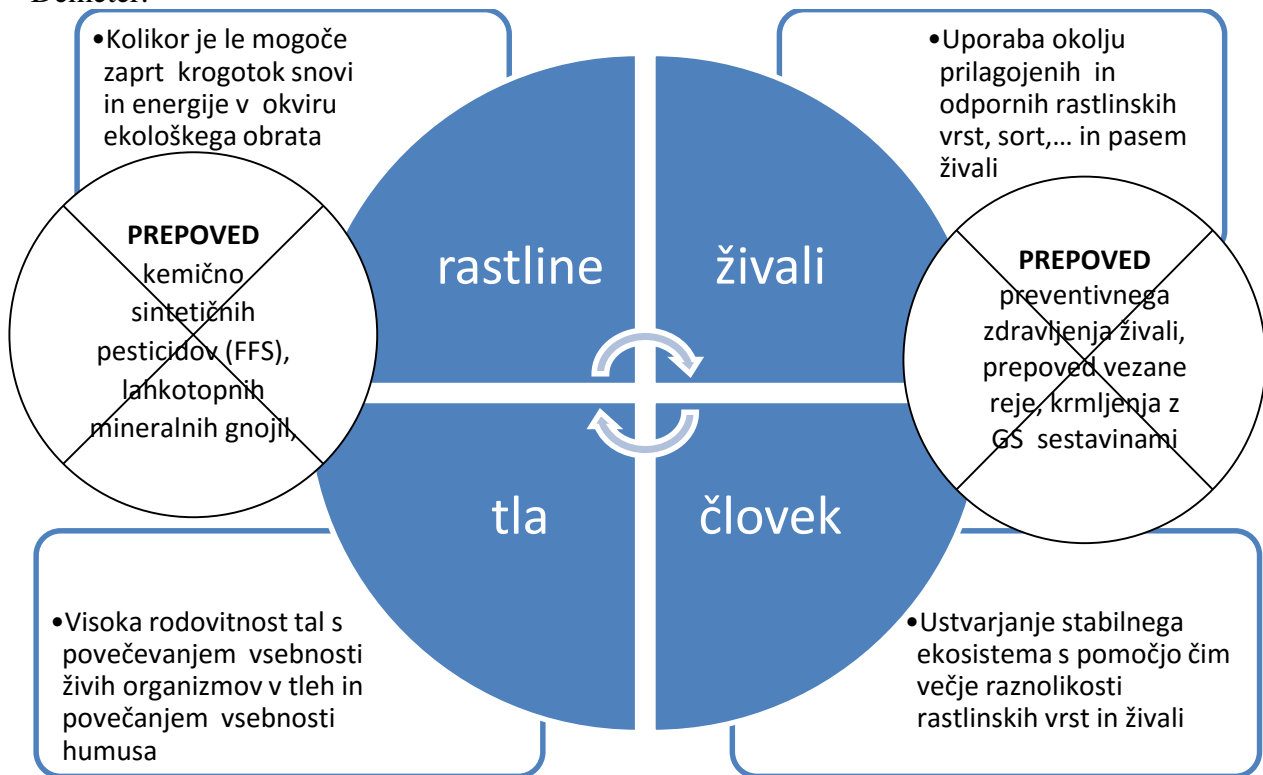 Demeter.
•Kolikor je le mogoče
zaprt krogotok snovi
in energije v okviru
ekološkega obrata
•Uporaba okolju
prilagojenih in
odpornih rastlinskih
vrst, sort,... in pasem
živali
PREPOVED
kemično
sintetičnih
pesticidov (FFS),
lahkotopnih
mineralnih gnojil,
rastline
živali
PREPOVED
preventivnega
zdravljenja živali,
prepoved vezane
reje, krmljenja z
GS sestavinami
tla
človek
•Visoka rodovitnost tal s
povečevanjem vsebnosti
živih organizmov v tleh in
povečanjem vsebnosti
humusa
•Ustvarjanje stabilnega
ekosistema s pomočjo čim
večje raznolikosti
rastlinskih vrst in živali